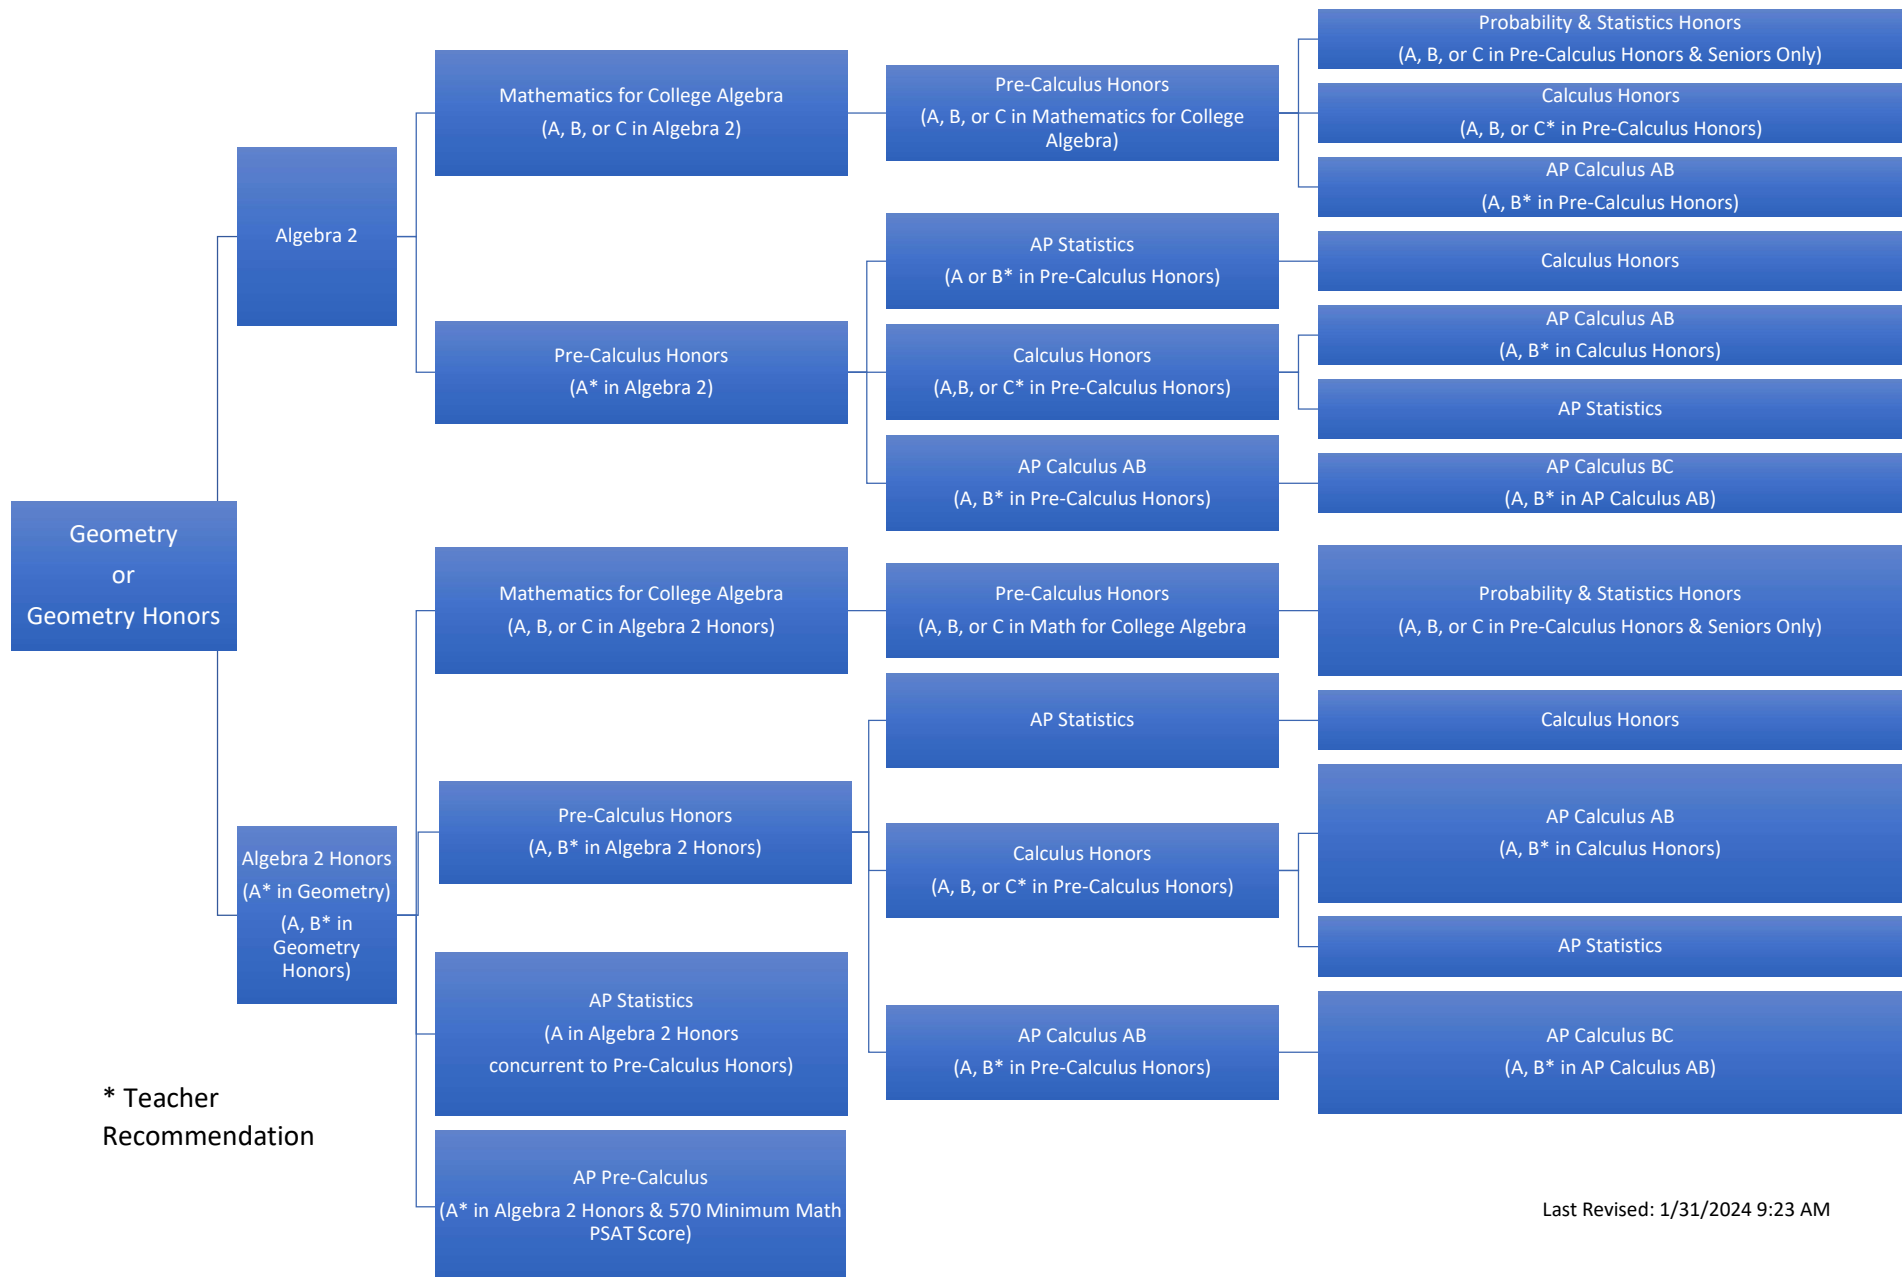 Geometry
or
Geometry Honors
Algebra 2
Mathematics for College Algebra
(A, B, or C in Algebra 2)
Pre-Calculus Honors
(A, B, or C in Mathematics for College
Algebra)
Probability & Statistics Honors
(A, B, or C in Pre-Calculus Honors & Seniors Only)
Calculus Honors
(A, B, or C* in Pre-Calculus Honors)
AP Calculus AB
(A, B* in Pre-Calculus Honors)
Pre-Calculus Honors
(A* in Algebra 2)
AP Statistics
(A or B* in Pre-Calculus Honors)
Calculus Honors
Calculus Honors
(A,B, or C* in Pre-Calculus Honors)
AP Calculus AB
(A, B* in Calculus Honors)
AP Statistics
AP Calculus AB
(A, B* in Pre-Calculus Honors)
AP Calculus BC
(A, B* in AP Calculus AB)
Algebra 2 Honors
(A* in Geometry)
(A, B* in
Geometry
Honors)
Mathematics for College Algebra
(A, B, or C in Algebra 2 Honors)
Pre-Calculus Honors
(A, B, or C in Math for College Algebra
Probability & Statistics Honors
(A, B, or C in Pre-Calculus Honors & Seniors Only)
Pre-Calculus Honors
(A, B* in Algebra 2 Honors)
AP Statistics
Calculus Honors
Calculus Honors
(A, B, or C* in Pre-Calculus Honors)
AP Calculus AB
(A, B* in Calculus Honors)
AP Statistics
AP Calculus AB
(A, B* in Pre-Calculus Honors)
AP Calculus BC
(A, B* in AP Calculus AB)
AP Statistics
(A in Algebra 2 Honors
concurrent to Pre-Calculus Honors)
AP Pre-Calculus
(A* in Algebra 2 Honors & 570 Minimum Math
PSAT Score)
* Teacher
Recommendation
Last Revised: 1/31/2024 9:23 AM